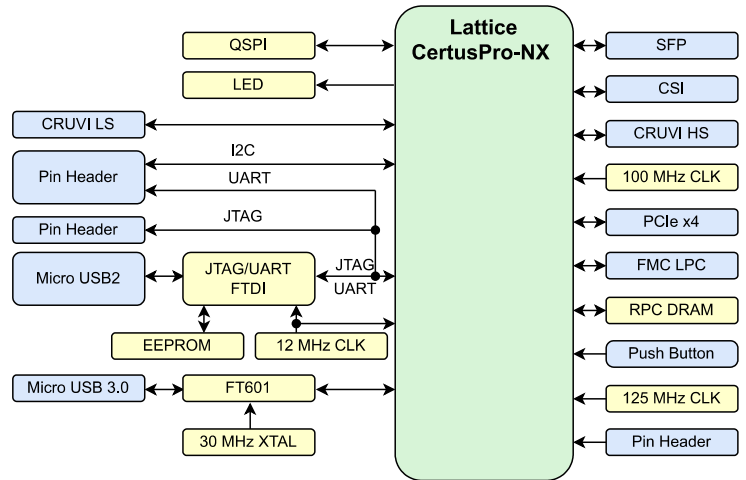 Lattice
CertusPro-NX
QSPI
LED
CRUVI LS
I2C
Pin Header
UART
Pin Header
JTAG
Micro USB2
JTAG/UART
FTDI
JTAG
UART
EEPROM
12 MHz CLK
Micro USB 3.0
FT601
30 MHz XTAL
SFP
CSI
CRUVI HS
100 MHz CLK
PCIe x4
FMC LPC
RPC DRAM
Push Button
125 MHz CLK
Pin Header